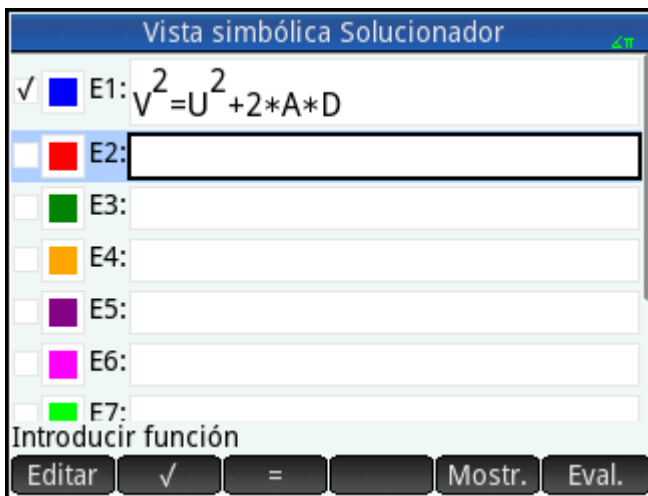 Vista simbólica Solucionador
∡π
√ E1: V²=U²+2*A*D
E2:
E3:
E4:
E5:
E6:
E7:
Introducir función
Editar √ = Mostr. Eval.